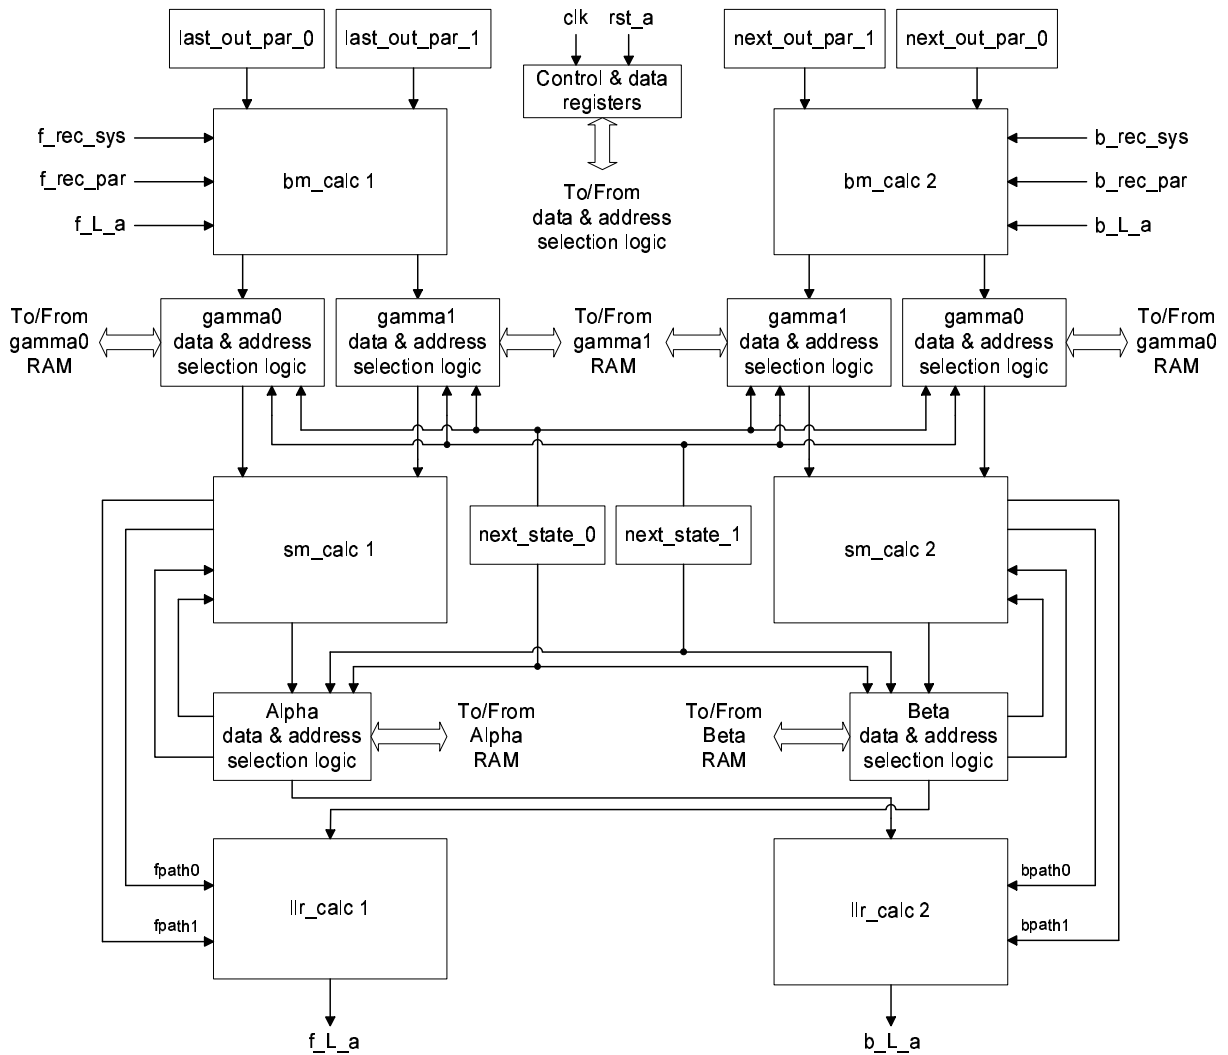 clk
rst_a
last_out_par_0
last_out_par_1
next_out_par_1
next_out_par_0
Control & data
registers
f_rec_sys
f_rec_par
f_L_a
bm_calc 1
To/From
data & address
selection logic
bm_calc 2
b_rec_sys
b_rec_par
b_L_a
To/From
gamma0
RAM
gamma0
data & address
selection logic
gamma1
data & address
selection logic
To/From
gamma1
RAM
gamma1
data & address
selection logic
gamma0
data & address
selection logic
To/From
gamma0
RAM
sm_calc 1
next_state_0
next_state_1
sm_calc 2
Alpha
data & address
selection logic
To/From
Alpha
RAM
To/From
Beta
RAM
Beta
data & address
selection logic
fpath0
fpath1
llr_calc 1
llr_calc 2
bpath0
bpath1
f_L_a
b_L_a